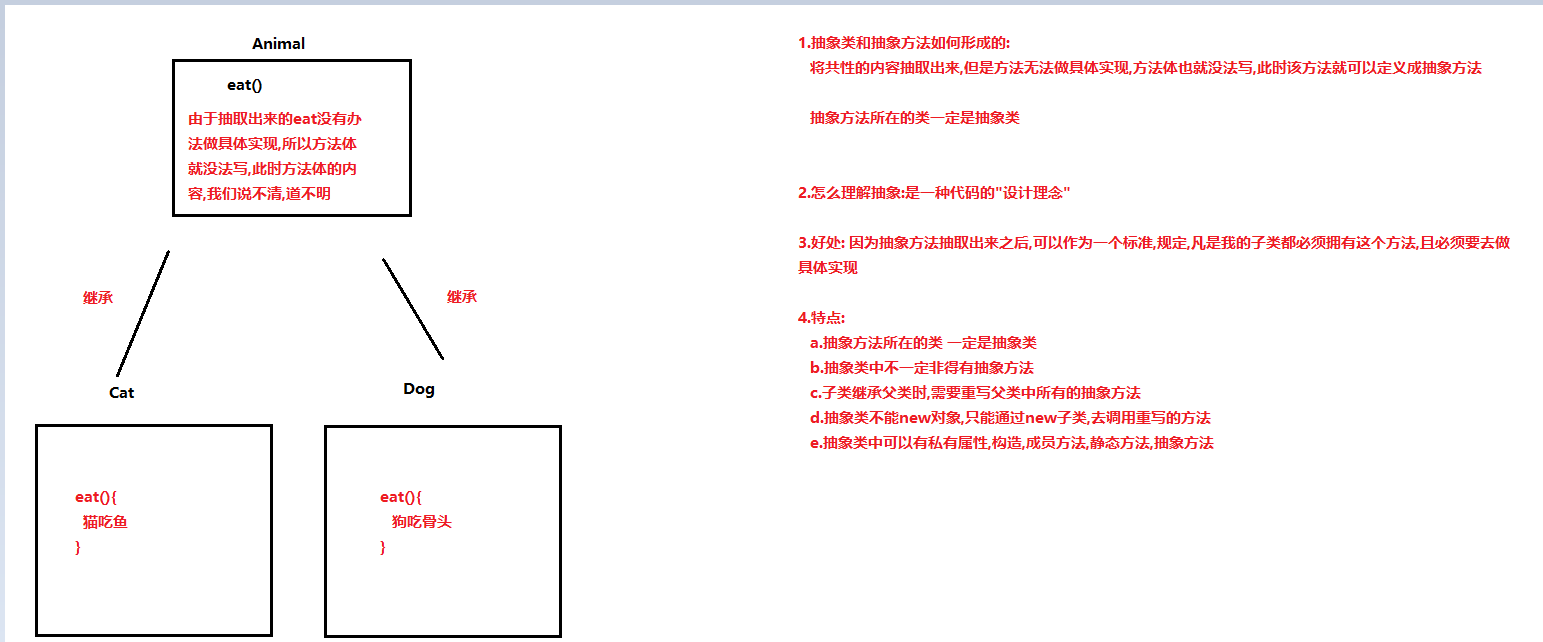 Animal
eat()
由于抽取出来的eat没有办
法做具体实现,所以方法体
就没法写,此时方法体的内
容,我们说不清,道不明
继承
继承
Cat
Dog
eat(){
猫吃鱼
}
eat(){
狗吃骨头
}
1.抽象类和抽象方法如何形成的:
将共性的内容抽取出来,但是方法无法做具体实现,方法体也就没法写,此时该方法就可以定义成抽象方法
抽象方法所在的类一定是抽象类
2.怎么理解抽象:是一种代码的"设计理念"
3.好处: 因为抽象方法抽取出来之后,可以作为一个标准,规定,凡是我的子类都必须拥有这个方法,且必须要去做
具体实现
4.特点:
a.抽象方法所在的类 一定是抽象类
b.抽象类中不一定非得有抽象方法
c.子类继承父类时,需要重写父类中所有的抽象方法
d.抽象类不能new对象,只能通过new子类,去调用重写的方法
e.抽象类中可以有私有属性,构造,成员方法,静态方法,抽象方法